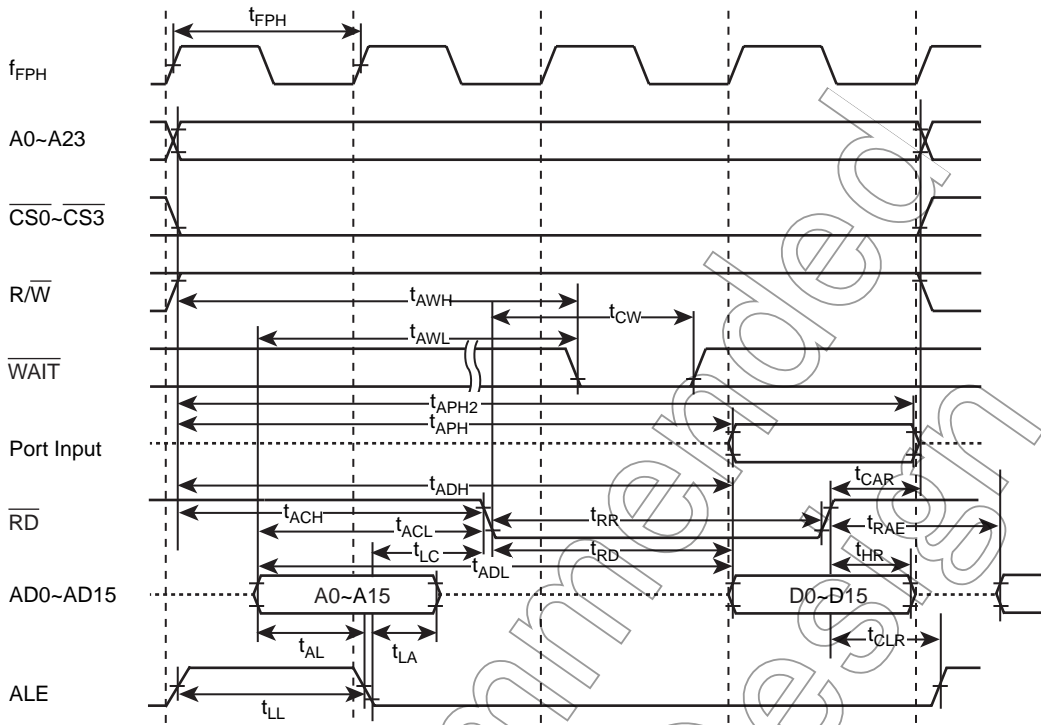 tFPH
fFPH
A0~A23
CS0~CS3
R/W
tAWH
tCW
tAWL
WAIT
tAPH2
tAPH
Port Input
tCAR
tADH
RD
tACH
tRR
tRAE
tACL
tLC
tRD
tHR
tADL
AD0~AD15
A0~A15
D0~D15
tAL
tLA
tCLR
ALE
tLL